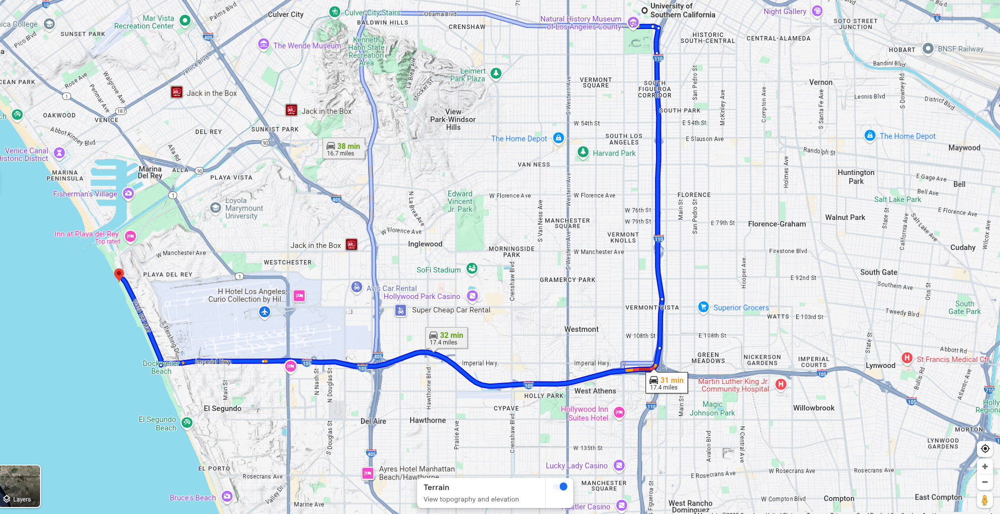 10
Culver City
Culver City Stairs
Obama Blvd
University of
Southern California
Night Gallery
5
Mar Vista
Recreation Center
Palms Blvd
ica College
SUNSET PARK
Pico Blvd
405
BALDWIN HILLS
CRENSHAW
Natural History Museum
of Los Angeles County
SOTO STREET
JUNCTION
HISTORIC
SOUTH-CENTRAL
CENTRAL-ALAMEDA
HOBART
BNSF Railway
Bandini Blvd
The Wende Museum
Kenneth
Hahn State
Recreation
Area
La Brea Ave
Venice Blvd
110
Leimert
Park Plaza
Stocker St
VERMONT
SQUARE
S Western Ave
SOUTH
FIGUEROA
CORRIDOR
San Pedro St
Vernon
Leonis Blvd
S Downey Rd
District Blvd
OCEAN PARK
Rose Ave
Walgrove Ave
Penmar Ave
1
Jack in the Box
Jack in the Box
187
OAKWOOD
VENICE
Abbot Kinney Blvd
DEL REY
SUNKIST PARK
View
Park-Windsor
Hills
SOUTH PARK
W 54th St
E 54th St
McKinley Ave
Compton Ave
S Santa Fe Ave
38 min
16.7 miles
90
The Home Depot
SOUTH LOS
ANGELES
E Slauson Ave
The Home Depot
Maywood
Randolph St
Harvard Park
Venice Canal
Historic District
Alla Rd
MARINA
PENINSULA
Marina
Del Rey
ALLA
90
PLAYA VISTA
VAN NESS
Holmes Ave
Huntington
Park
E Gage Ave
Bell
Bell Ave
Fisherman's Village
1
405
Loyola
Marymount
University
N La Brea Ave
Edward
Vincent
Jr. Park
W Florence Ave
W Florence Ave
S Western Ave
FLORENCE
Salt Lake Park
W 76th St
W 79th St
Main St
San Pedro St
E 79th St
Florence-Graham
Walnut Park
State St
California Ave
Salt Lake Ave
E Florence Ave
Wilcox Ave
S Van Ness Ave
MANCHESTER
SQUARE
VERMONT
KNOLLS
W Florence Ave
Inglewood
Inn at Playa del Rey
Top rated
Jack in the Box
110
MORNINGSIDE
PARK
W Manchester Ave
S Western Ave
Firestone Blvd
Cudahy
W Manchester Ave
WESTCHESTER
PLAYA DEL REY
1
SoFi Stadium
Crenshaw Blvd
GRAMERCY PARK
Hooper Ave
E 92nd St
South Gate
Southern Ave
Otis St
H Hotel Los Angeles,
Curio Collection by Hil...
Avis Car Rental
Hollywood Park Casino
Super Cheap Car Rental
VERMONT VISTA
Superior Grocers
WATTS
E 103rd St
Tweedy Blvd
South
Gate Park
Vista Del Mar
S Pershing Dr
32 min
17.4 miles
Westmont
W 108th St
E 108th St
State St
Abbott Rd
Dockweiler
Beach
Imperial Hwy
105
105
405
Imperial Hwy.
Imperial Hwy.
GREEN
MEADOWS
NICKERSON
GARDENS
IMPERIAL
COURTS
105
Lynwood
St Francis Medical Ctr
Bullis Rd
Atlantic Ave
710
Main St
N Nash St
N Douglas St
Hawthorne Blvd
105
31 min
17.4 miles
West Athens
HOLLY PARK
Martin Luther King Jr.
Community Hospital
105
El Segundo
Hawthorne
CYPAVE
Hollywood Inn
Suites Hotel
110
Main St
Magic
Johnson Park
Willowbrook
El Segundo
Beach
Del Aire
S Douglas St
Prairie Ave
Crenshaw Blvd
MORTON
LYNWOOD
GARDENS
W 135th St
Avalon Blvd
N Central Ave
405
EL PORTO
Rosecrans Ave
Ayres Hotel Manhattan
Beach/Hawthorne
Lucky Lady Casino
E Rosecrans Ave
W Rosecrans Ave
Rosecrans Ave
MANCHESTER
SQUARE
Figueroa St
Bruce's Beach
Valley Dr
Marine Ave
Terrain
View topography and elevation
Hustler Casino
West Rancho
Dominguez
W Compton Blvd
Compton
East Compton
Layers